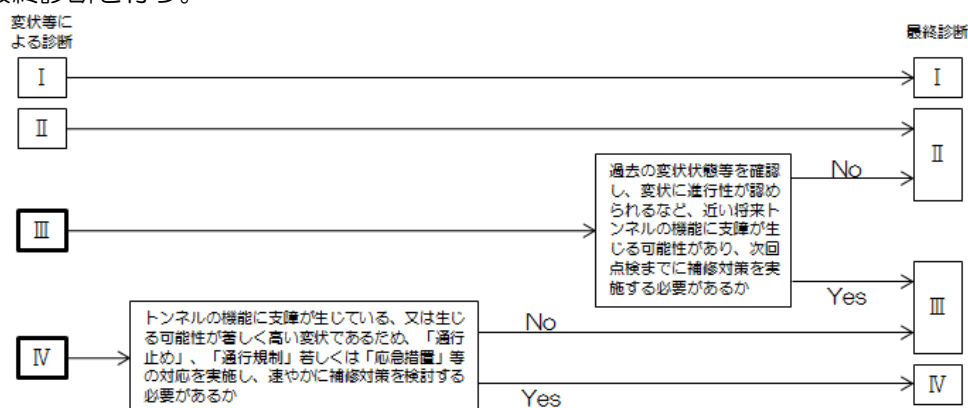 最終診断を行う。
変状等に
よる診断
最終診断
Ⅰ
Ⅰ
Ⅱ
Ⅱ
過去の変状状態等を確認
し、変状に進行性が認め
られるなど、近い将来ト
ンネルの機能に支障が生
じる可能性があり、次回
点検までに補修対策を実
施する必要があるか
No
Yes
Ⅲ
Ⅲ
トンネルの機能に支障が生じている、又は生じ
る可能性が著しく高い変状であるため、「通行
止め」、「通行規制」若しくは「応急措置」等
の対応を実施し、速やかに補修対策を検討する
必要があるか
No
Yes
Ⅳ
Ⅳ